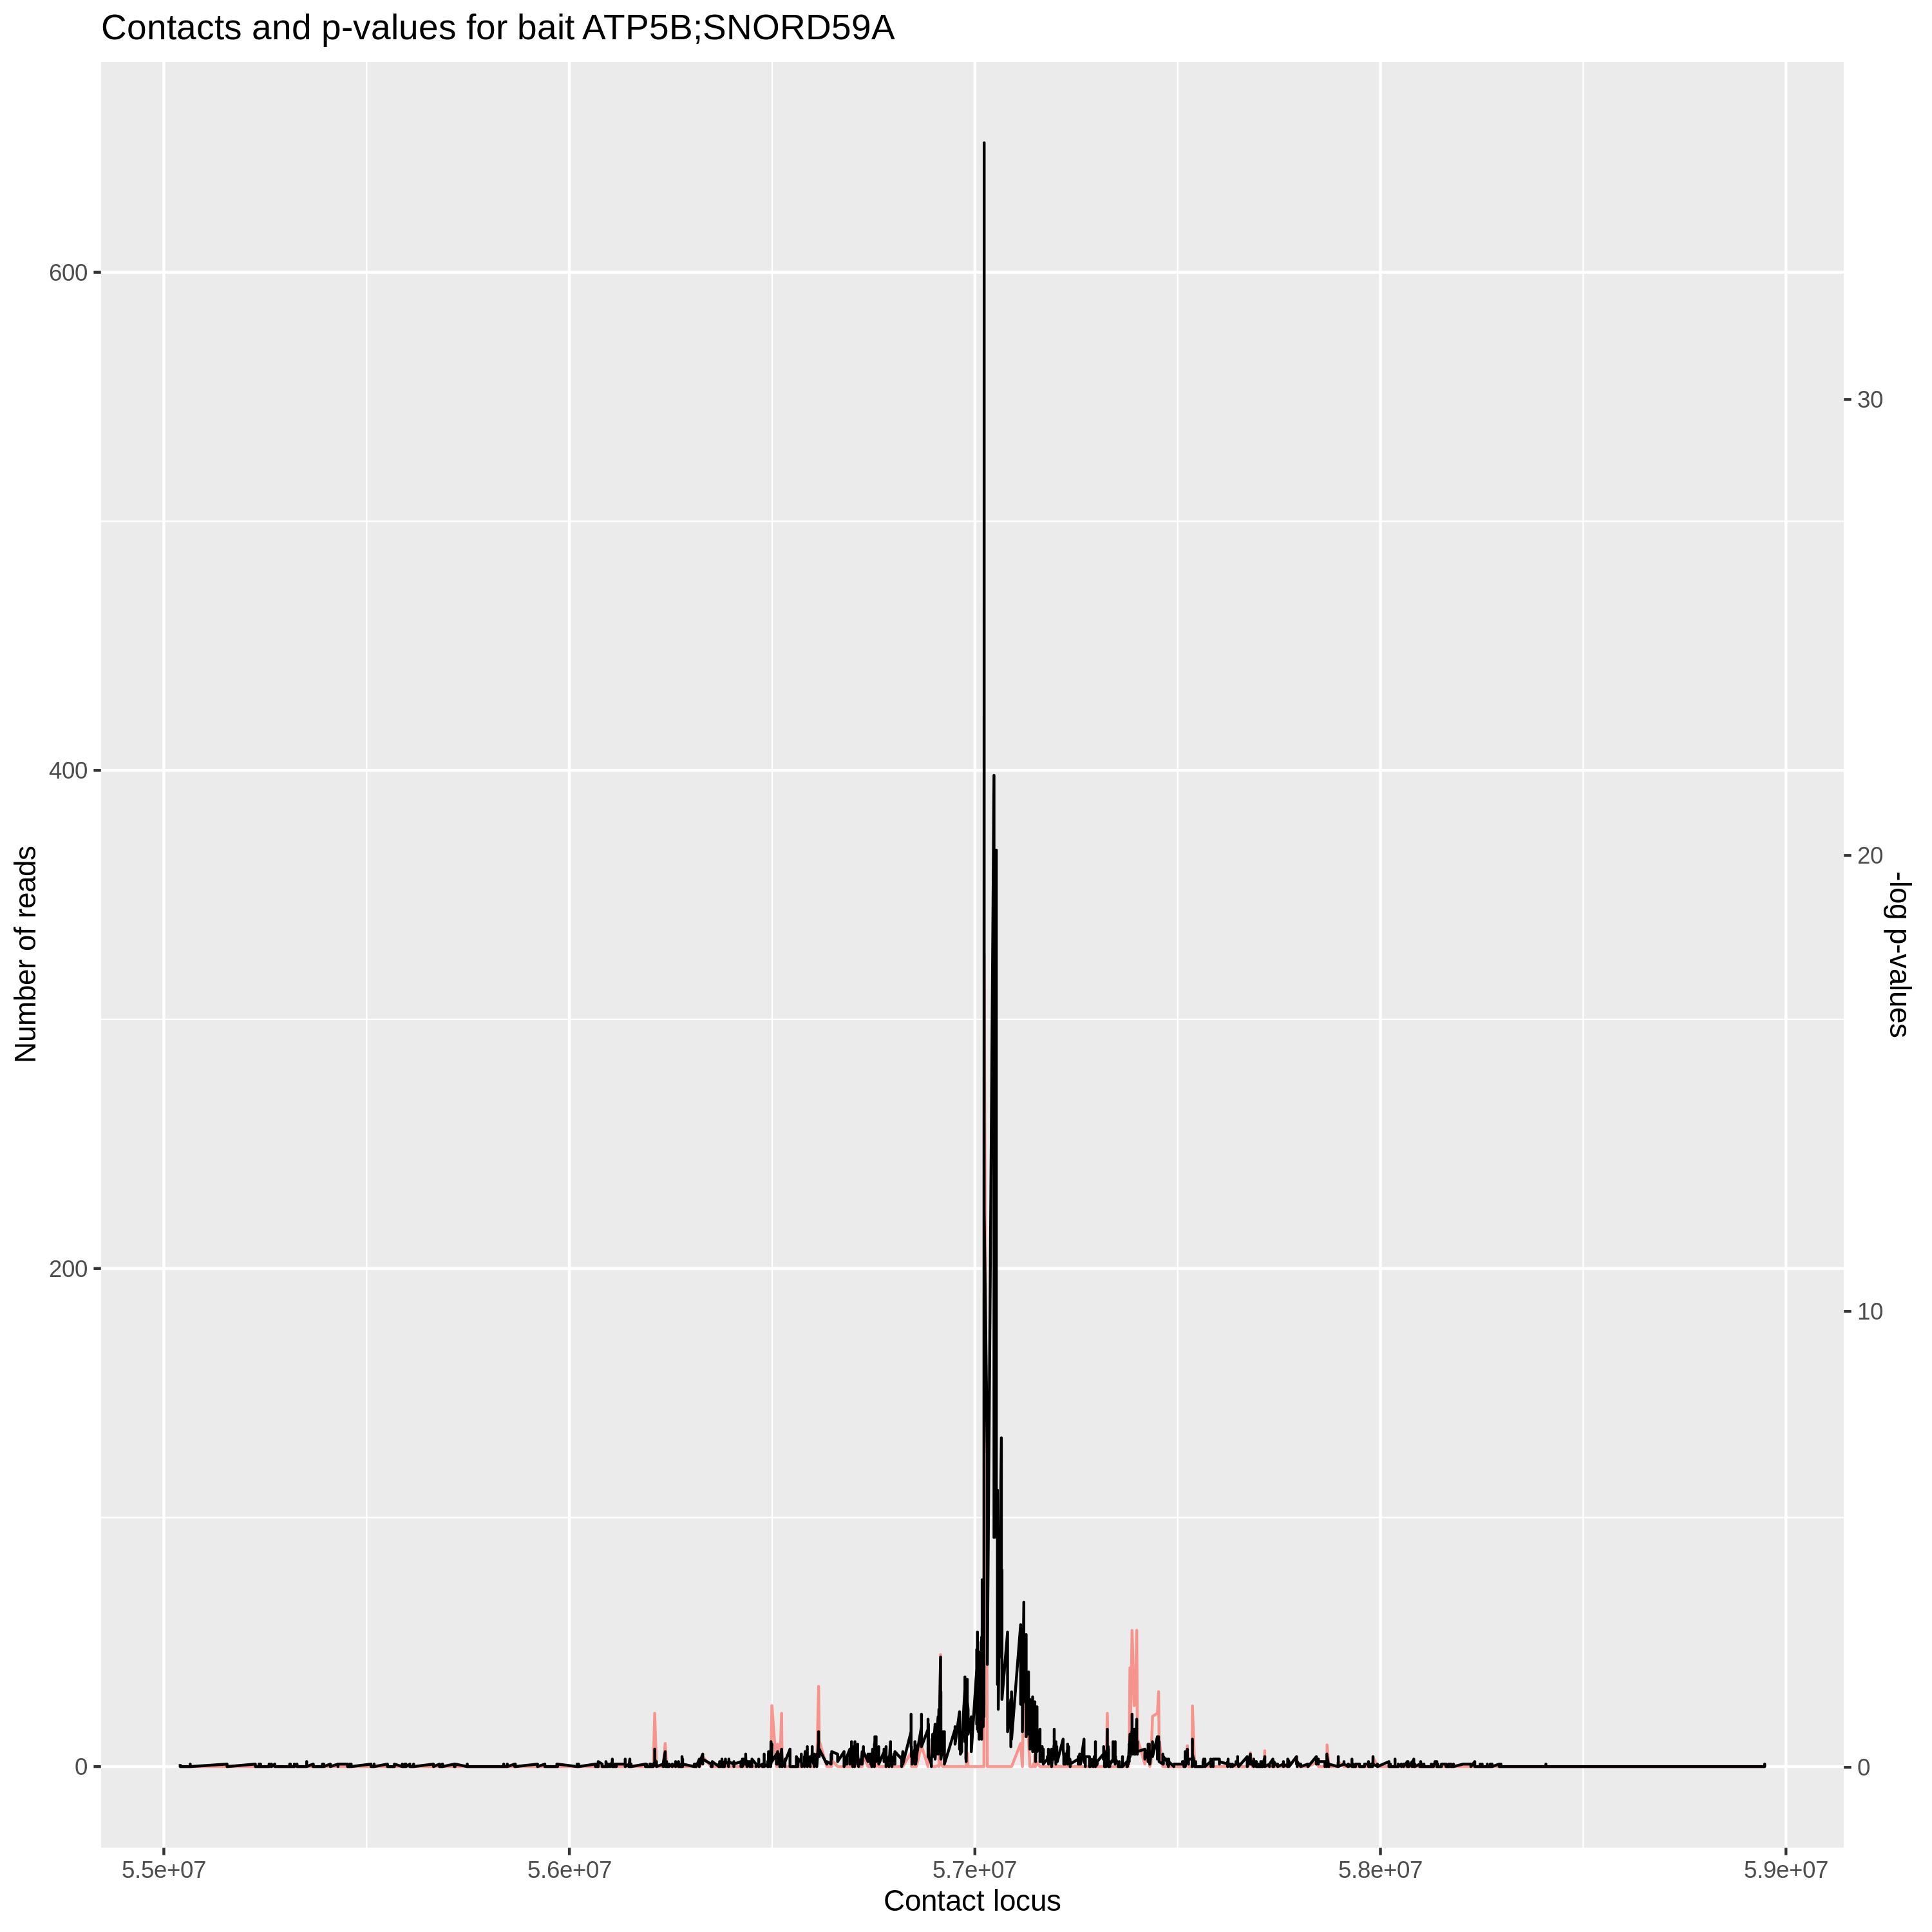 Contacts and p-values for bait ATP5B;SNORD59A
600
400
200
0
Number of reads
30
20
10
0
-log p-values
5.5e+07 5.6e+07 5.7e+07 5.8e+07 5.9e+07
Contact locus